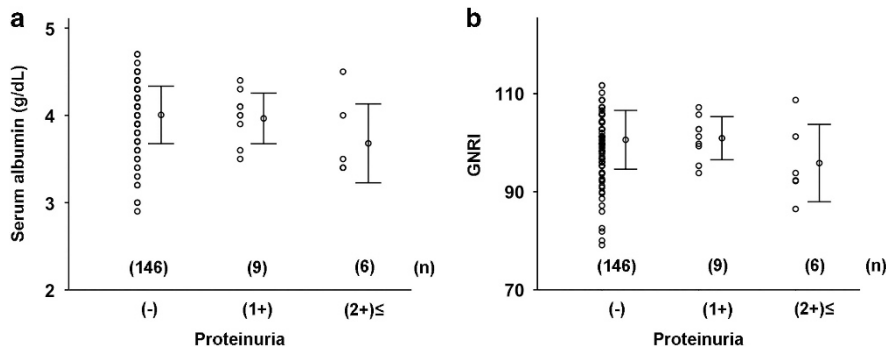 a
Serum albumin (g/dL)
5
4
3
2
(146) (9) (6) (n)
(-) (1+) (2+)≤
Proteinuria
b
GNRI
110
90
70
(146) (9) (6) (n)
(-) (1+) (2+)≤
Proteinuria